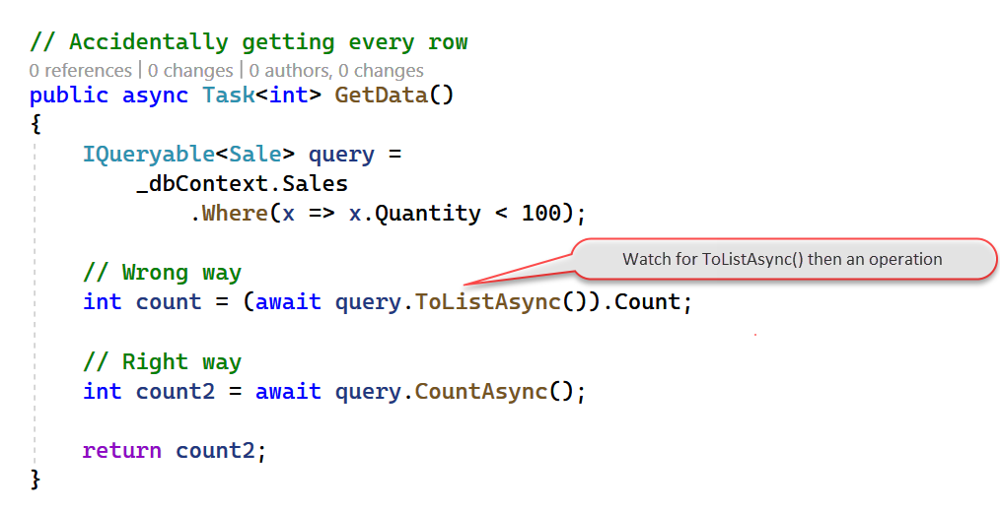 // Accidentally getting every row
0 references | 0 changes | 0 authors, 0 changes
public async Task<int> GetData()
{
    IQueryable<Sale> query =
        _dbContext.Sales
            .Where(x => x.Quantity < 100);
Watch for ToListAsync() then an operation
    // Wrong way
    int count = (await query.ToListAsync()).Count;
    // Right way
    int count2 = await query.CountAsync();
    return count2;
}